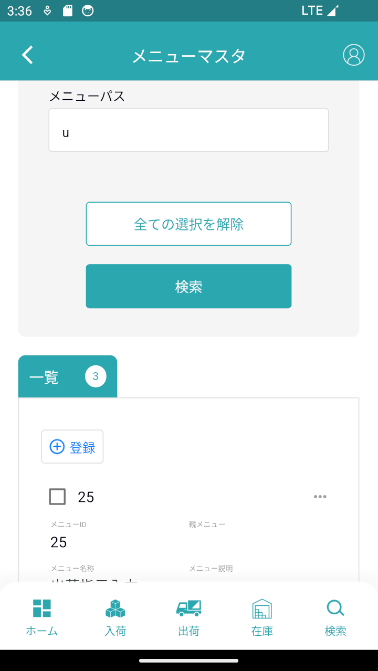 3:36
LTE
メニューマスタ
メニューパス
u
全ての選択を解除
検索
一覧 3
登録
25
メニューID 親メニュー
25
メニュー名称 メニュー説明
ホーム 入荷 出荷 在庫 検索